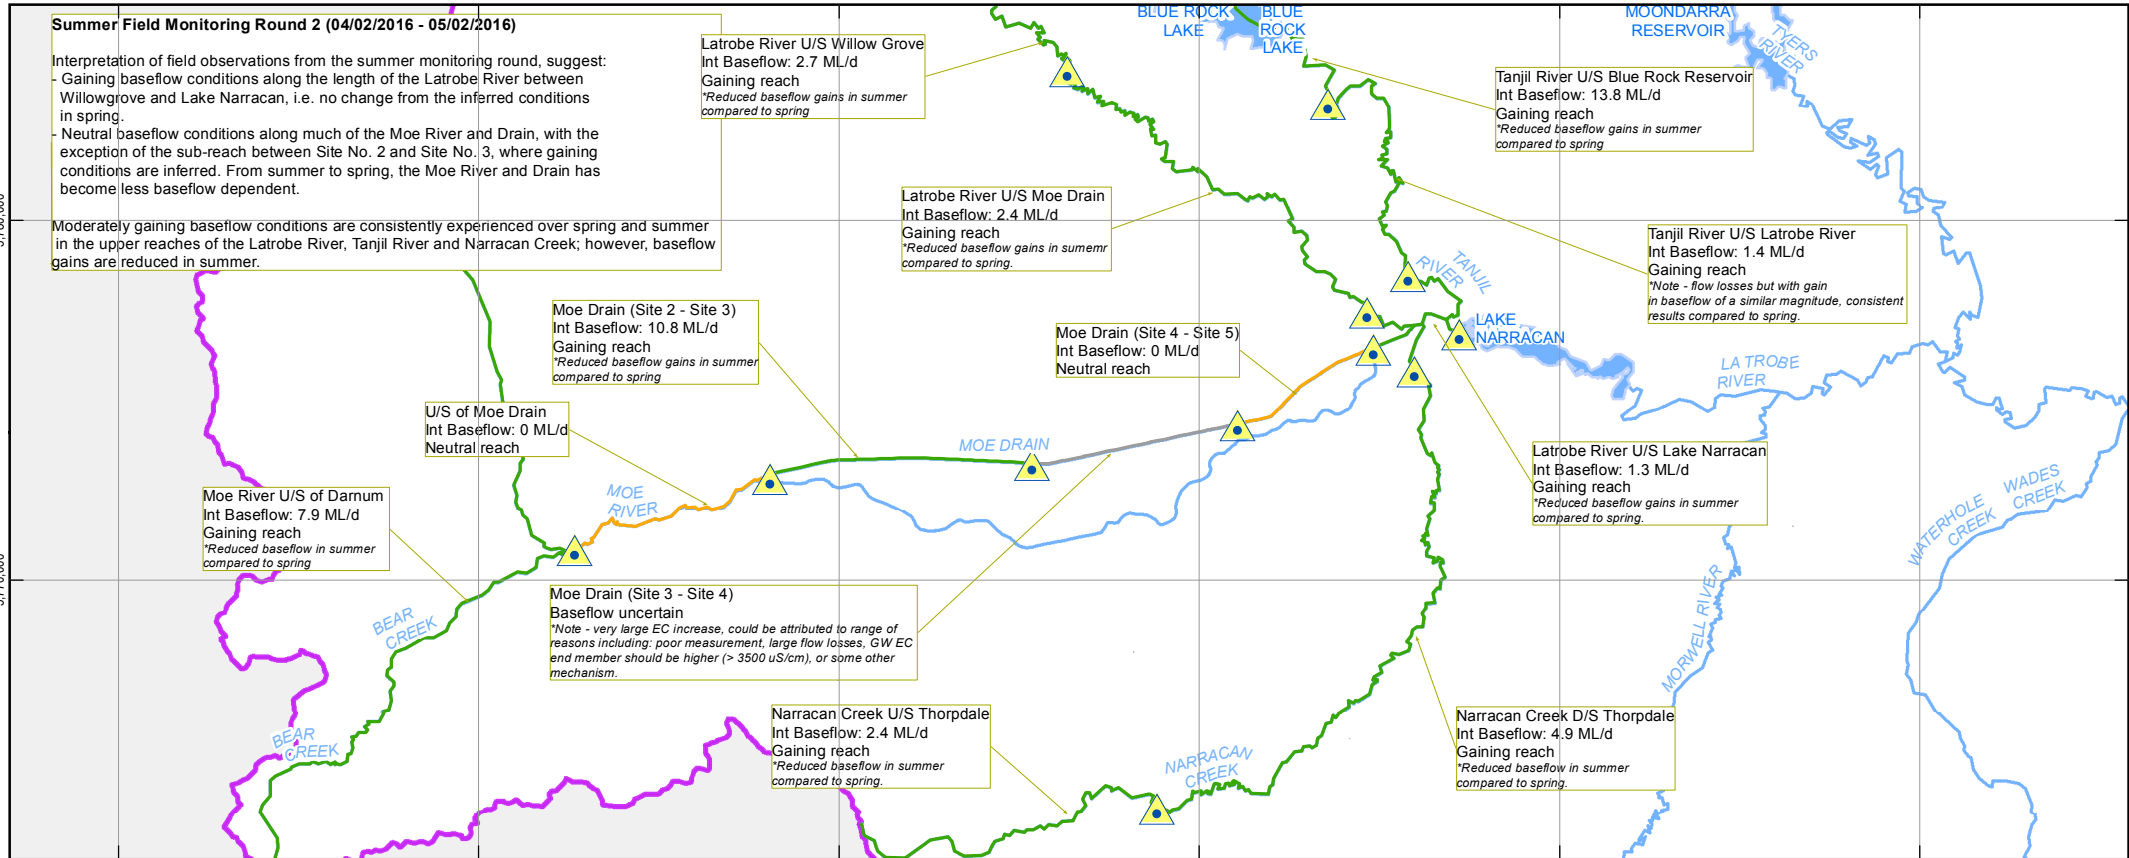 Summer Field Monitoring Round 2 (04/02/2016 - 05/02/2016)
Interpretation of field observations from the summer monitoring round, suggest:
- Gaining baseflow conditions along the length of the Latrobe River between
Willowgrove and Lake Narracan, i.e. no change from the inferred conditions
in spring.
- Neutral baseflow conditions along much of the Moe River and Drain, with the
exception of the sub-reach between Site No. 2 and Site No. 3, where gaining
conditions are inferred. From summer to spring, the Moe River and Drain has
become less baseflow dependent.
Moderately gaining baseflow conditions are consistently experienced over spring and summer
in the upper reaches of the Latrobe River, Tanjil River and Narracan Creek; however, baseflow
gains are reduced in summer.
Latrobe River U/S Willow Grove
Int Baseflow: 2.7 ML/d
Gaining reach
*Reduced baseflow gains in summer
compared to spring
BLUE ROCK
LAKE
BLUE
ROCK
LAKE
MOONDARRA
RESERVOIR
TYERS
RIVER
Tanjil River U/S Blue Rock Reservoir
Int Baseflow: 13.8 ML/d
Gaining reach
*Reduced baseflow gains in summer
compared to spring
Latrobe River U/S Moe Drain
Int Baseflow: 2.4 ML/d
Gaining reach
*Reduced baseflow gains in sumemr
compared to spring.
Tanjil River U/S Latrobe River
Int Baseflow: 1.4 ML/d
Gaining reach
*Note - flow losses but with gain
in baseflow of a similar magnitude, consistent
results compared to spring.
TANJIL
RIVER
Moe Drain (Site 2 - Site 3)
Int Baseflow: 10.8 ML/d
Gaining reach
*Reduced baseflow gains in summer
compared to spring
Moe Drain (Site 4 - Site 5)
Int Baseflow: 0 ML/d
Neutral reach
LAKE
NARRACAN
LA TROBE
RIVER
U/S of Moe Drain
Int Baseflow: 0 ML/d
Neutral reach
MOE DRAIN
Latrobe River U/S Lake Narracan
Int Baseflow: 1.3 ML/d
Gaining reach
*Reduced baseflow gains in summer
compared to spring.
Moe River U/S of Darnum
Int Baseflow: 7.9 ML/d
Gaining reach
*Reduced baseflow in summer
compared to spring
MOE
RIVER
WATERHOLE
CREEK
WADES
CREEK
Moe Drain (Site 3 - Site 4)
Baseflow uncertain
*Note - very large EC increase, could be attributed to range of
reasons including: poor measurement, large flow losses, GW EC
end member should be higher (> 3500 uS/cm), or some other
mechanism.
BEAR
CREEK
MORWELL RIVER
BEAR
CREEK
Narracan Creek U/S Thorpdale
Int Baseflow: 2.4 ML/d
Gaining reach
*Reduced baseflow in summer
compared to spring.
NARRACAN
CREEK
Narracan Creek D/S Thorpdale
Int Baseflow: 4.9 ML/d
Gaining reach
*Reduced baseflow in summer
compared to spring.